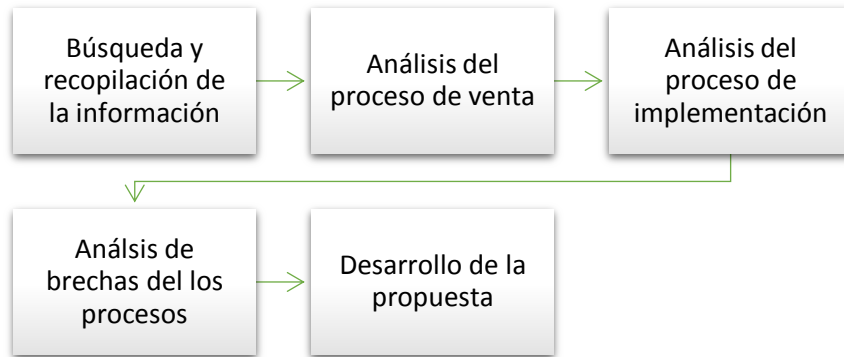 Búsqueda y
recopilación de
la información
Análisis del
proceso de venta
Análisis del
proceso de
implementación
Análsis de
brechas del los
procesos
Desarrollo de la
propuesta